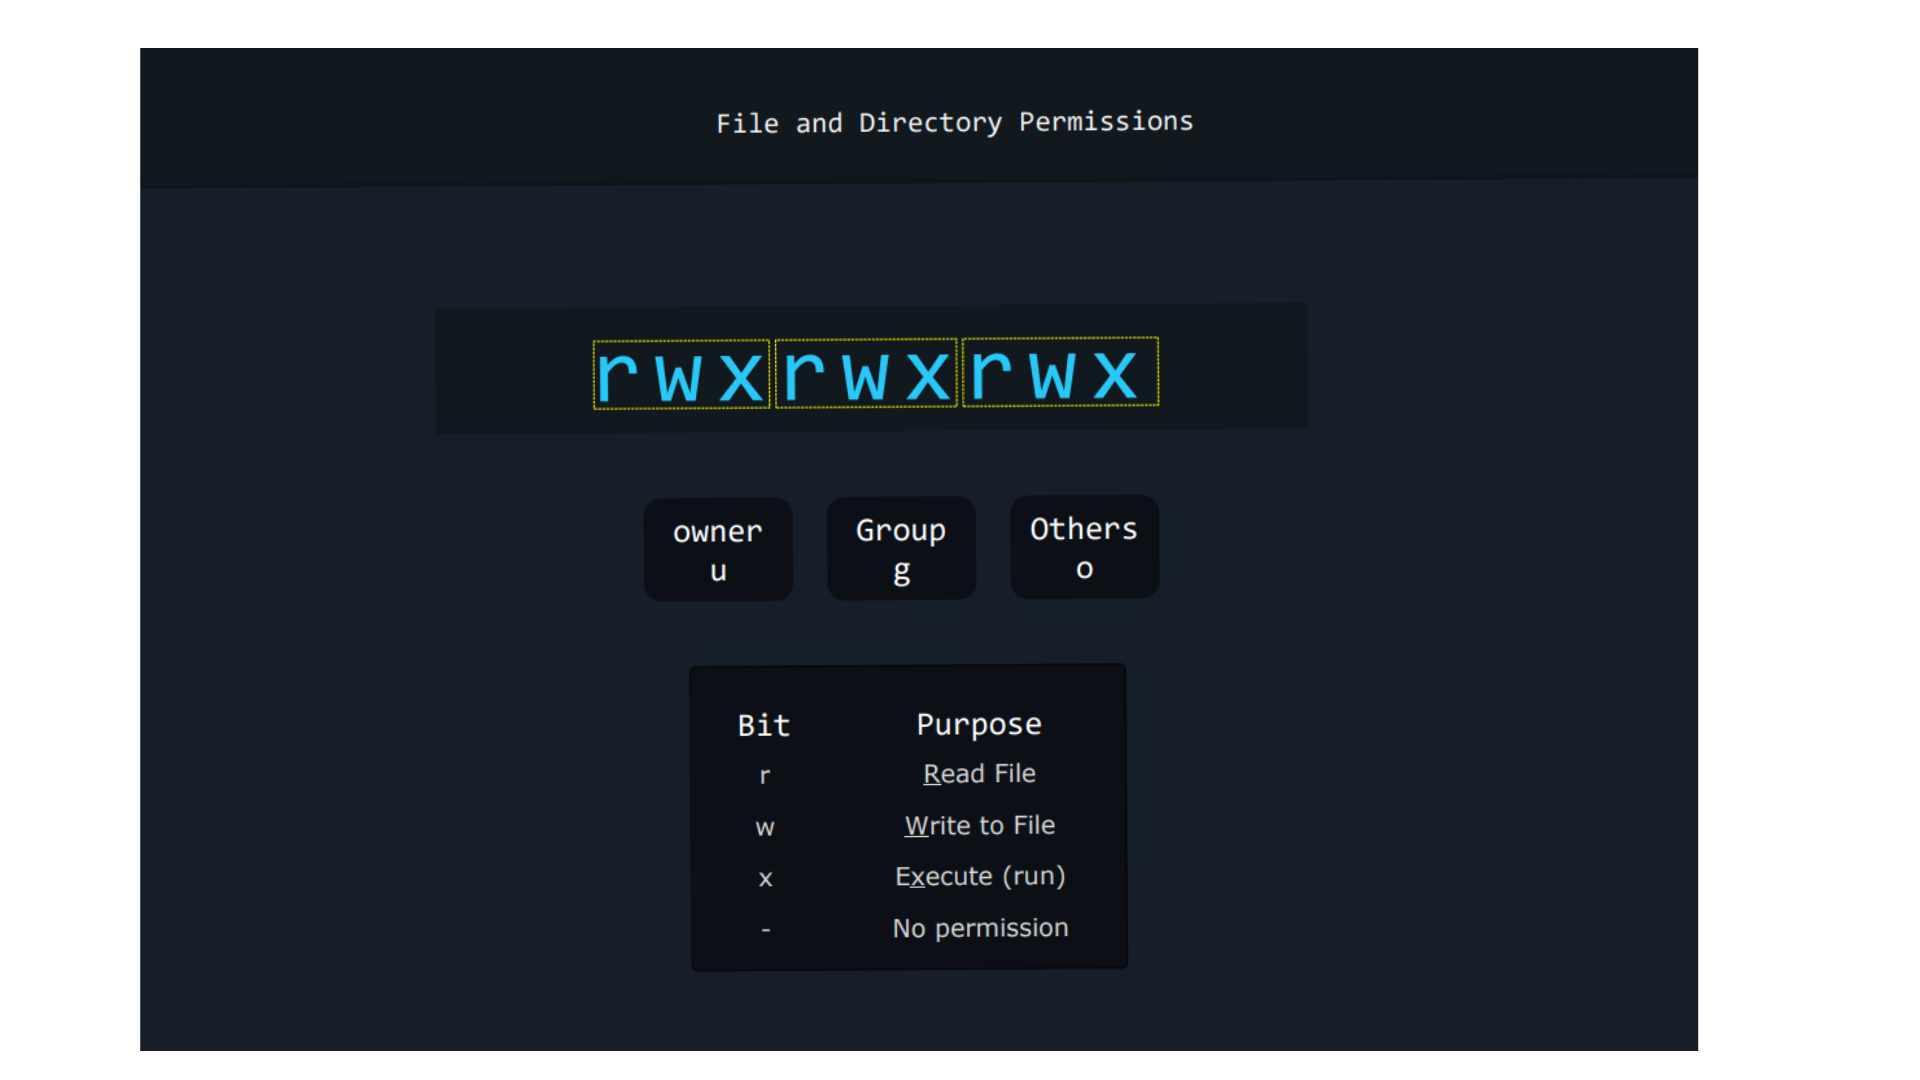 File and Directory Permissions
rwxrwxrwx
owner Group Others
u g o
Bit Purpose
r Read File
w Write to File
x Execute (run)
- No permission